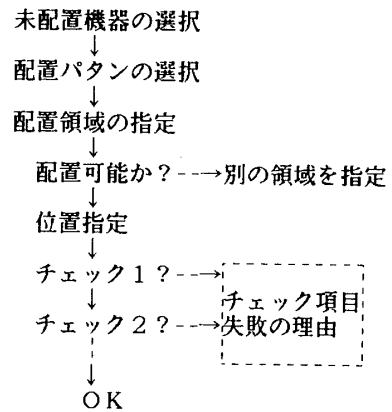 未配置機器の選択
↓
配置パタンの選択
↓
配置領域の指定
↓
配置可能か？--→別の領域を指定
↓
位置指定
↓
チェック１？--→
↓
チェック項目
チェック２？--→失敗の理由
↓
ＯＫ